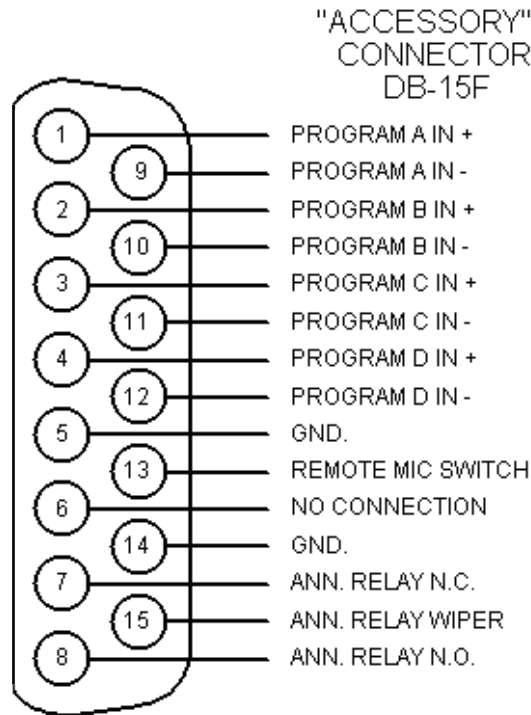 "ACCESSORY"
CONNECTOR
DB-15F
1 PROGRAM A IN +
9 PROGRAM A IN -
2 PROGRAM B IN +
10 PROGRAM B IN -
3 PROGRAM C IN +
11 PROGRAM C IN -
4 PROGRAM D IN +
12 PROGRAM D IN -
5 GND.
13 REMOTE MIC SWITCH
6 NO CONNECTION
14 GND.
7 ANN. RELAY N.C.
15 ANN. RELAY WIPER
8 ANN. RELAY N.O.